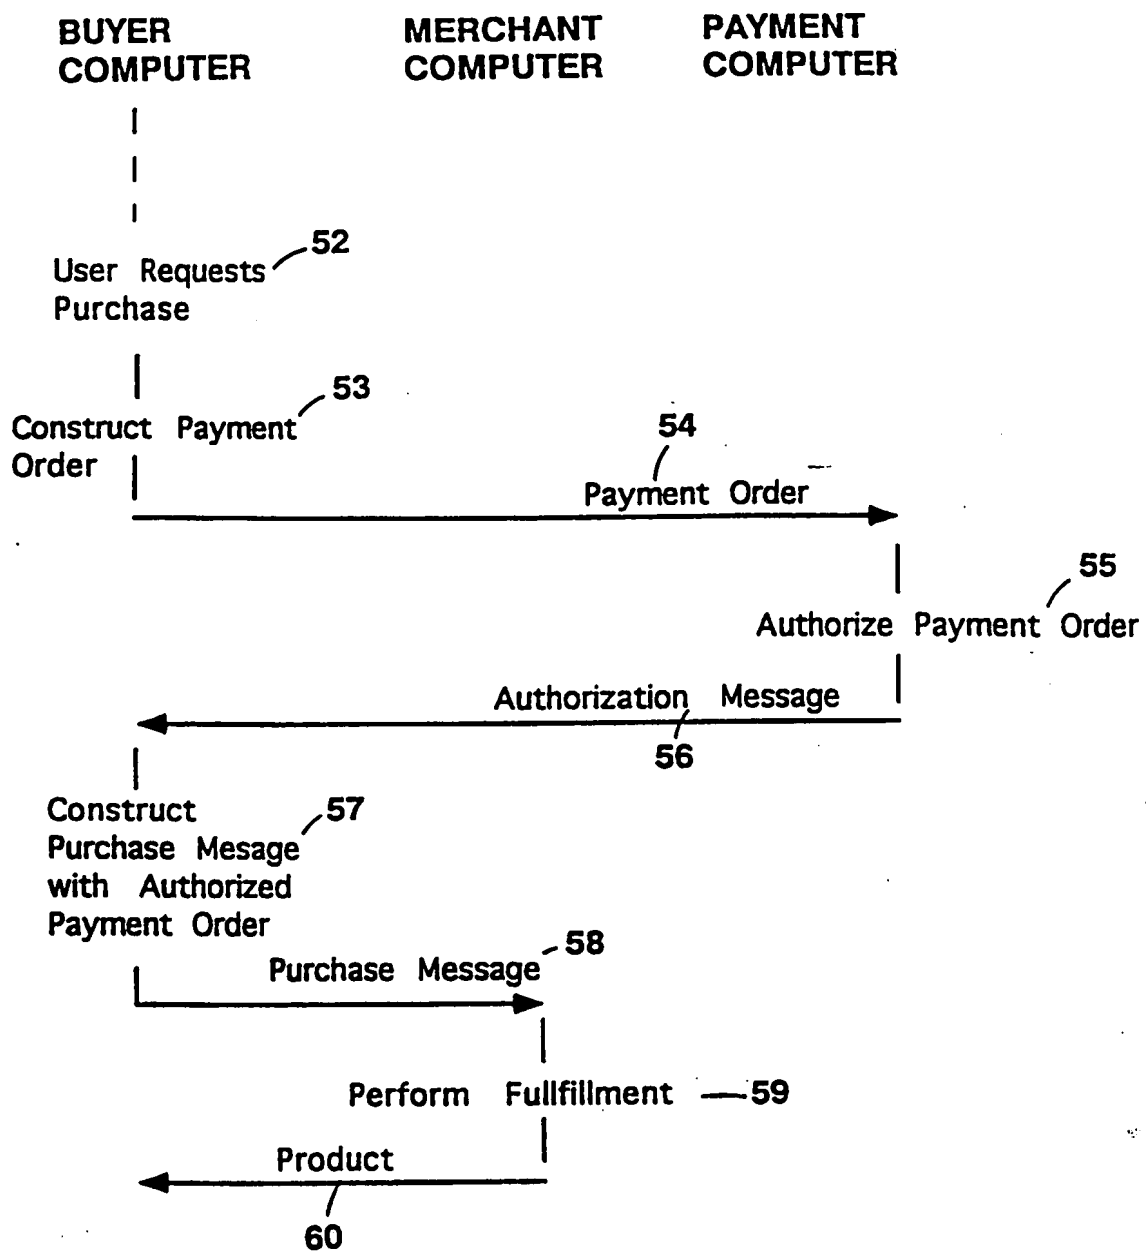 BUYER COMPUTER
MERCHANT COMPUTER
PAYMENT COMPUTER
52
User Requests
Purchase
53
Construct Payment
Order
54
Payment Order
55
Authorize Payment Order
Authorization Message
56
Construct
57
Purchase Mesage
with Authorized
Payment Order
58
Purchase Message
Perform Fullfillment
59
Product
60